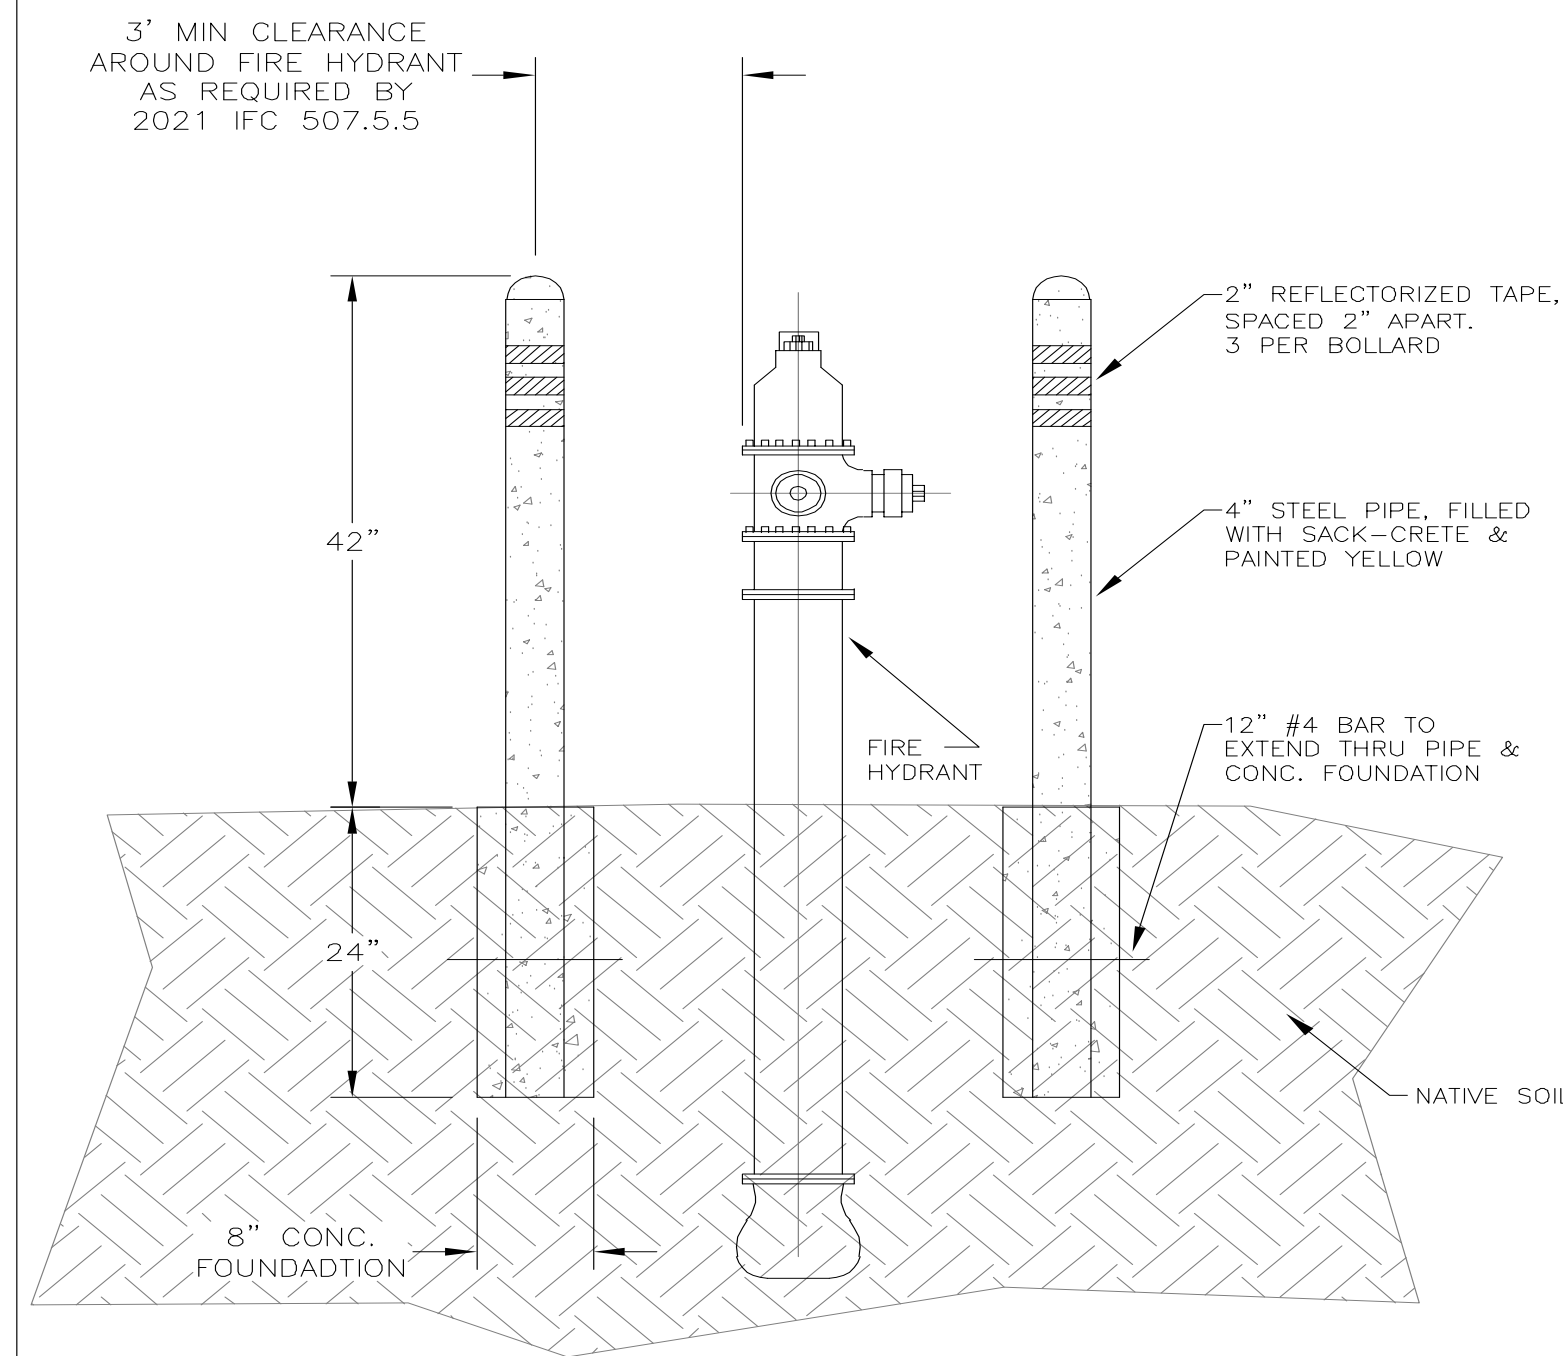 3' MIN CLEARANCE
AROUND FIRE HYDRANT
AS REQUIRED BY
2021 IFC 507.5.5
2" REFLECTORIZED TAPE,
SPACED 2" APART.
3 PER BOLLARD
42"
4" STEEL PIPE, FILLED
WITH SACK-CRETE &
PAINTED YELLOW
FIRE
HYDRANT
12" #4 BAR TO
EXTEND THRU PIPE &
CONC. FOUNDATION
24"
NATIVE SOIL
8" CONC.
FOUNDADTION